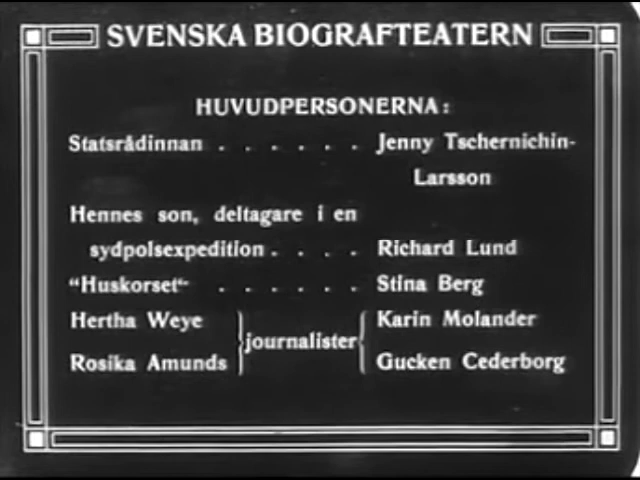 SVENSKA BIOGRAFTEATERN
HUVUDPERSONERNA:
Statsrådinnan . . . . . . Jenny Tschernichin-
Larsson
Hennes son, deltagare i en
sydpolsexpedition . . . . Richard Lund
"Huskorset" . . . . . . Stina Berg
Hertha Weye } journalister { Karin Molander
Rosika Amunds } journalister { Gucken Cederborg